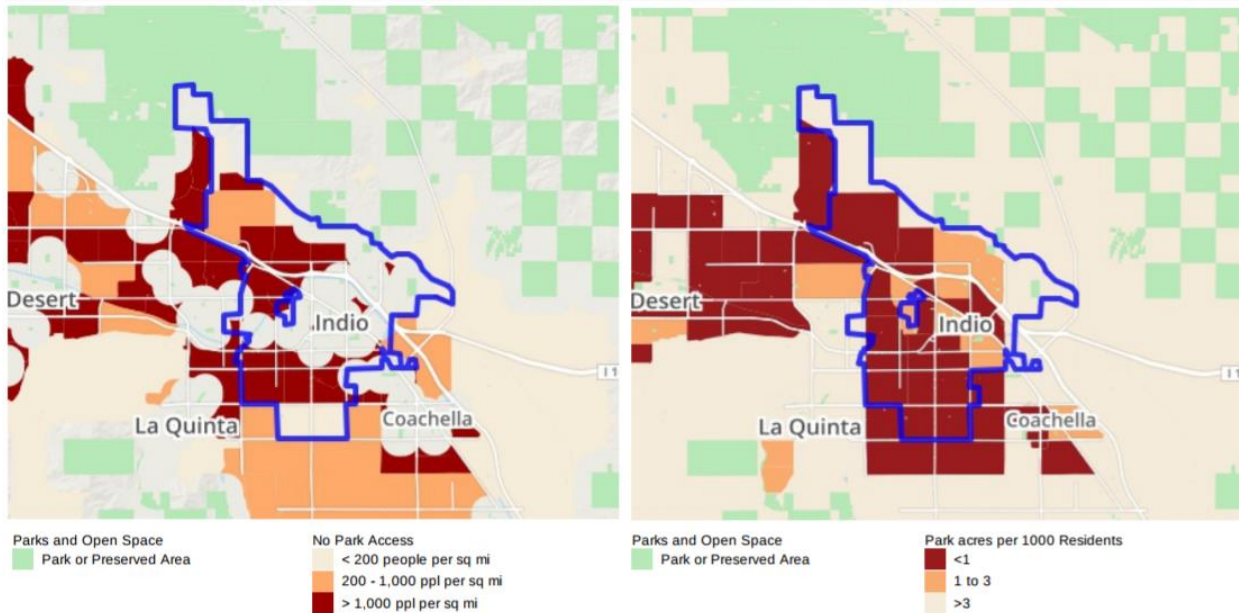 Desert
Indio
La Quinta
Coachella
I 1
Desert
Indio
La Quinta
Coachella
I 1
Parks and Open Space
Park or Preserved Area
No Park Access
< 200 people per sq mi
200 - 1,000 ppl per sq mi
> 1,000 ppl per sq mi
Parks and Open Space
Park or Preserved Area
Park acres per 1000 Residents
<1
1 to 3
>3